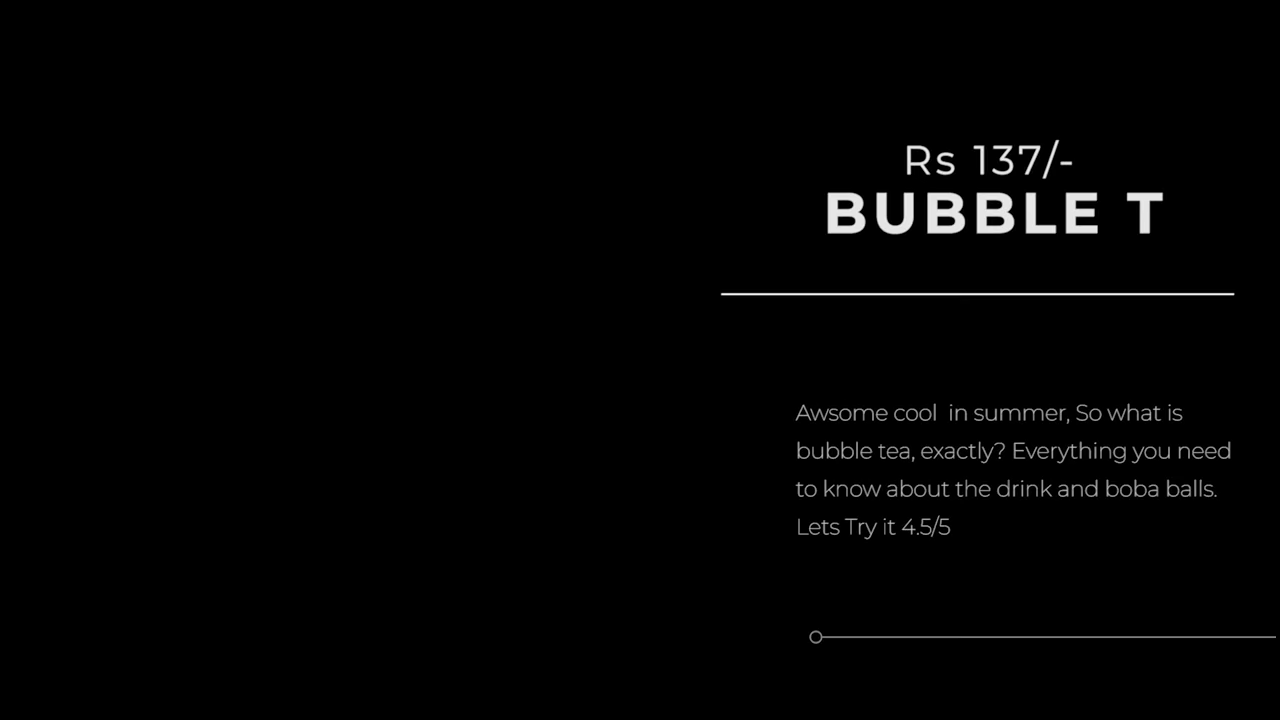 Rs 137/-
BUBBLE T
Awsome cool  in summer, So what is
bubble tea, exactly? Everything you need
to know about the drink and boba balls.
Lets Try it 4.5/5